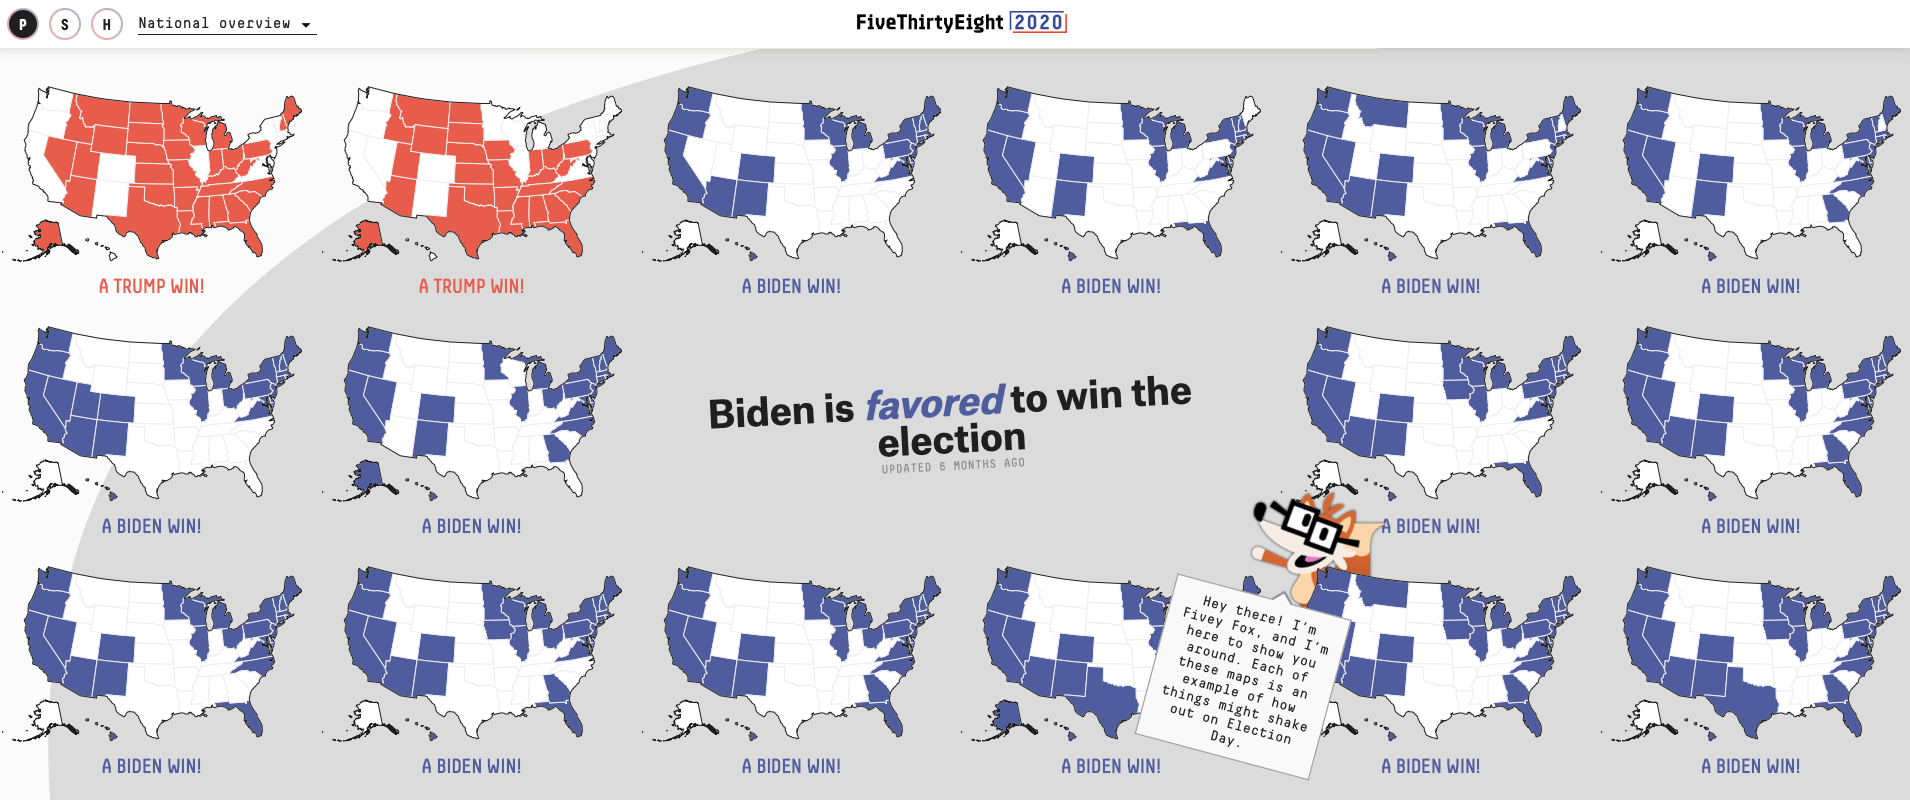 P S H National overview
FiveThirtyEight 2020
A TRUMP WIN!
A TRUMP WIN!
A BIDEN WIN!
A BIDEN WIN!
A BIDEN WIN!
A BIDEN WIN!
A BIDEN WIN!
A BIDEN WIN!
Biden is favored to win the
election
UPDATED 6 MONTHS AGO
A BIDEN WIN!
A BIDEN WIN!
Hey there! I'm
Fivey Fox, and I'm
here to show you
around. Each of
these maps is an
example of how
things might shake
out on Election
Day.
A BIDEN WIN!
A BIDEN WIN!
A BIDEN WIN!
A BIDEN WIN!
A BIDEN WIN!
A BIDEN WIN!